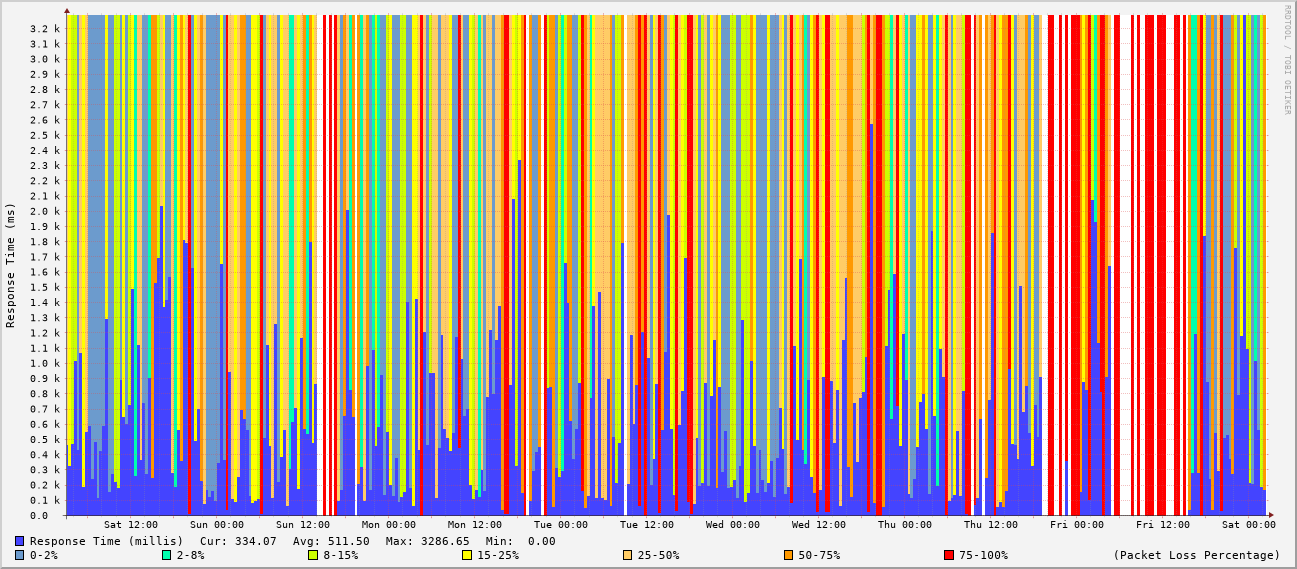 RRDTOOL / TOBI OETIKER
Response Time (ms)
3.2 k
3.1 k
3.0 k
2.9 k
2.8 k
2.7 k
2.6 k
2.5 k
2.4 k
2.3 k
2.2 k
2.1 k
2.0 k
1.9 k
1.8 k
1.7 k
1.6 k
1.5 k
1.4 k
1.3 k
1.2 k
1.1 k
1.0 k
0.9 k
0.8 k
0.7 k
0.6 k
0.5 k
0.4 k
0.3 k
0.2 k
0.1 k
0.0
Sat 12:00 Sun 00:00 Sun 12:00 Mon 00:00 Mon 12:00 Tue 00:00 Tue 12:00 Wed 00:00 Wed 12:00 Thu 00:00 Thu 12:00 Fri 00:00 Fri 12:00 Sat 00:00
Response Time (millis) Cur: 334.07 Avg: 511.50 Max: 3286.65 Min: 0.00
0-2% 2-8% 8-15% 15-25% 25-50% 50-75% 75-100% (Packet Loss Percentage)